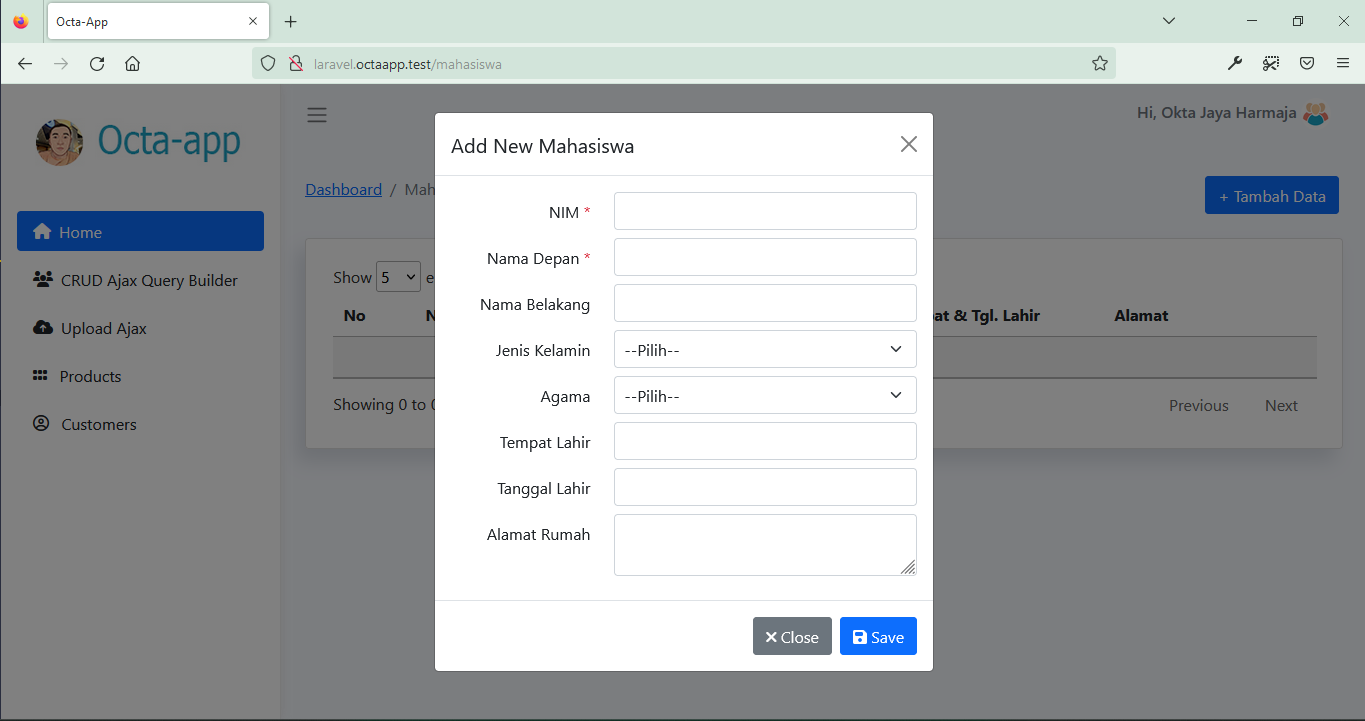 Octa-App
laravel.octaapp.test/mahasiswa
Octa-app
Hi, Okta Jaya Harmaja
Dashboard / Mah
+ Tambah Data
Home
CRUD Ajax Query Builder
Upload Ajax
Products
Customers
Show 5 e
No N at & Tgl. Lahir Alamat
Showing 0 to 0
Previous Next
Add New Mahasiswa
NIM *
Nama Depan *
Nama Belakang
Jenis Kelamin --Pilih--
Agama --Pilih--
Tempat Lahir
Tanggal Lahir
Alamat Rumah
Close Save